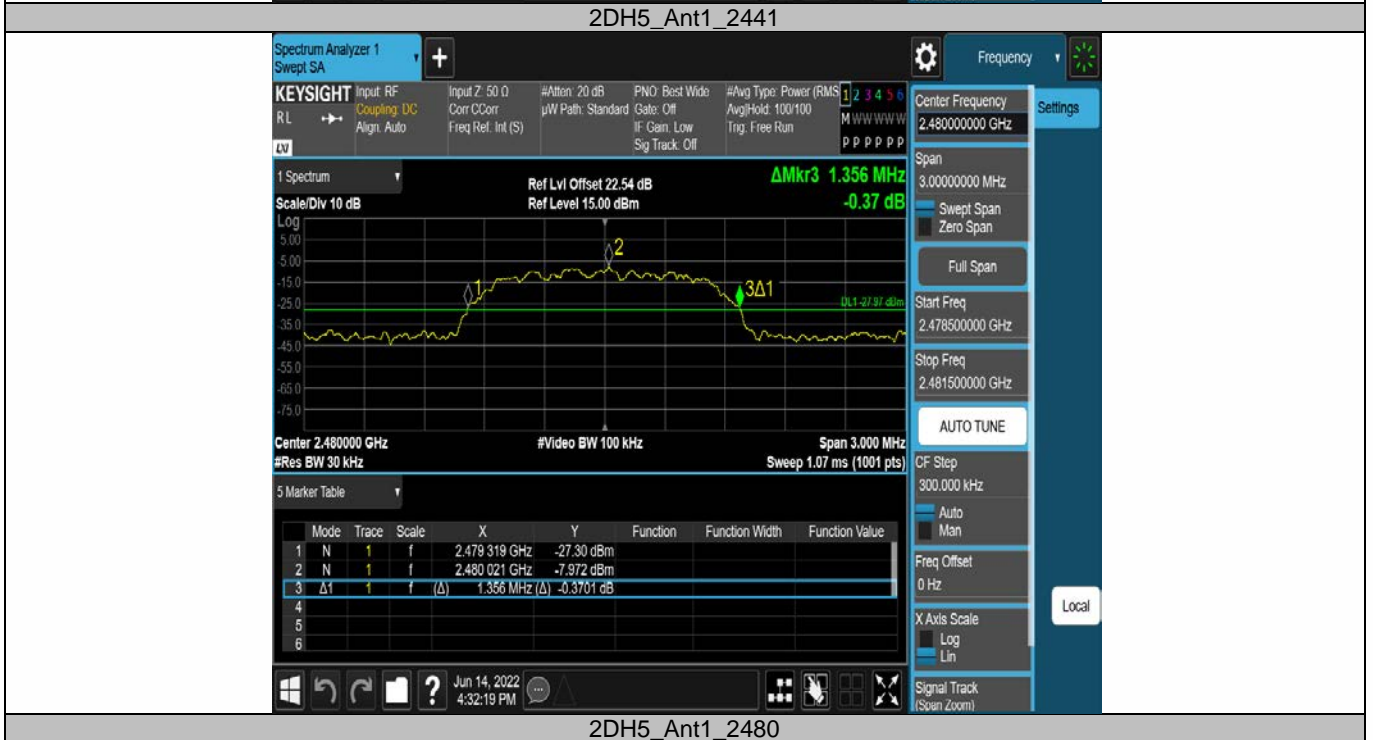 2DH5_Ant1_2441
Spectrum Analyzer 1
Swept SA
+
Frequency
KEYSIGHT
RL
LXI
Input: RF
Coupling: DC
Align: Auto
Input Z: 50 Ω
Corr CCorr
Freq Ref: Int (S)
#Atten: 20 dB
µW Path: Standard
PNO: Best Wide
Gate: Off
IF Gain: Low
Sig Track: Off
#Avg Type: Power (RMS
Avg|Hold: 100/100
Trig: Free Run
1 2 3 4 5 6
M W W W W W
P P P P P P
Center Frequency
2.480000000 GHz
Settings
Span
3.00000000 MHz
Swept Span
Zero Span
Full Span
Start Freq
2.478500000 GHz
Stop Freq
2.481500000 GHz
AUTO TUNE
CF Step
300.000 kHz
Auto
Man
Freq Offset
0 Hz
X Axis Scale
Log
Lin
Signal Track
(Span Zoom)
Local
1 Spectrum
Scale/Div 10 dB
Ref Lvl Offset 22.54 dB
Ref Level 15.00 dBm
ΔMkr3 1.356 MHz
-0.37 dB
Log
5.00
-5.00
-15.0
-25.0
-35.0
-45.0
-55.0
-65.0
-75.0
1
2
3Δ1
DL1 -27.97 dBm
Center 2.480000 GHz
#Video BW 100 kHz
Span 3.000 MHz
#Res BW 30 kHz
Sweep 1.07 ms (1001 pts)
5 Marker Table
Mode Trace Scale X Y Function Function Width Function Value
1 N 1 f 2.479 319 GHz -27.30 dBm
2 N 1 f 2.480 021 GHz -7.972 dBm
3 Δ1 1 f (Δ) 1.356 MHz (Δ) -0.3701 dB
4
5
6
?
Jun 14, 2022
4:32:19 PM
2DH5_Ant1_2480